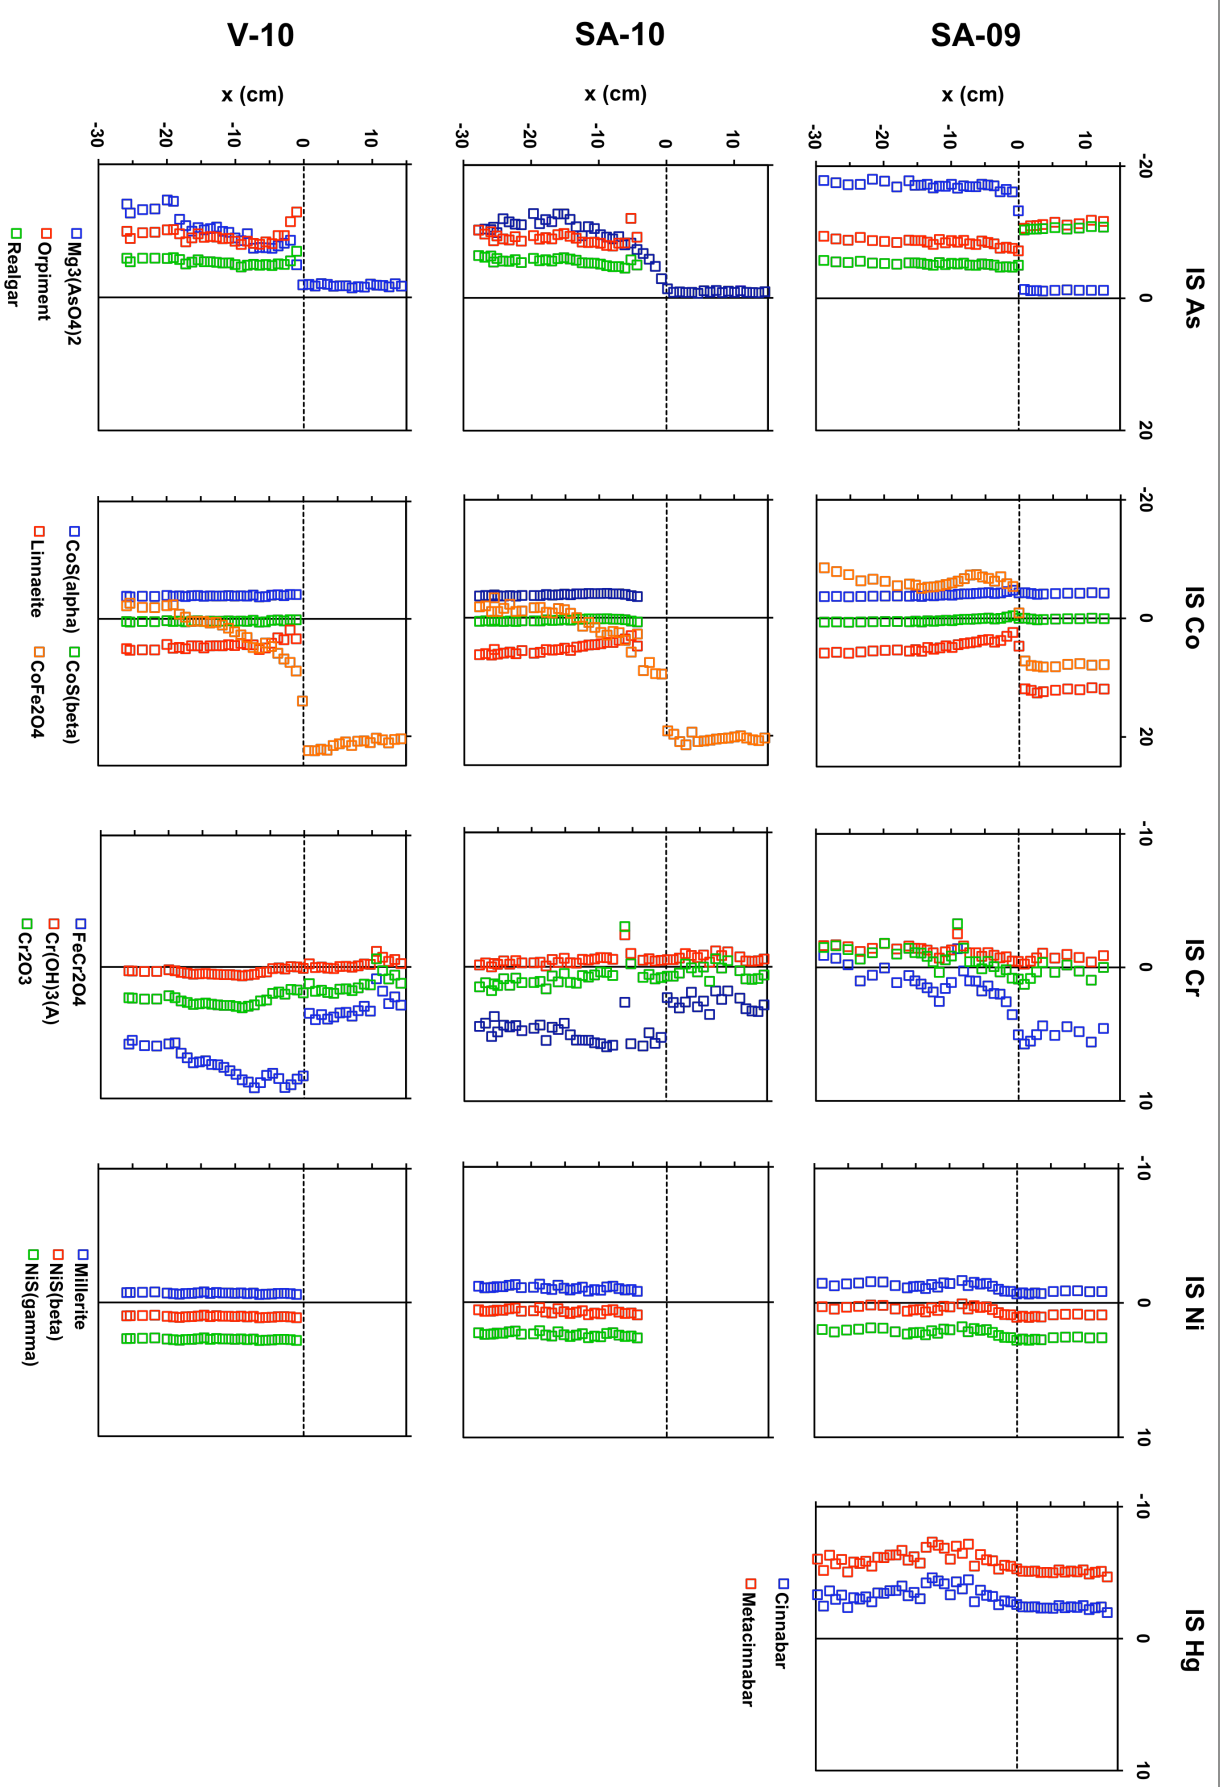 V-10
SA-10
SA-09
x (cm)
x (cm)
x (cm)
-30
-20
-10
0
10
-30
-20
-10
0
10
-30
-20
-10
0
10
-20
0
20
IS As
Mg3(AsO4)2
Orpiment
Realgar
-20
0
20
IS Co
CoS(alpha)
CoS(beta)
Linnaeite
CoFe2O4
-10
0
10
IS Cr
FeCr2O4
Cr(OH)3(A)
Cr2O3
-10
0
10
IS Ni
Millerite
NiS(beta)
NiS(gamma)
-10
0
10
IS Hg
Cinnabar
Metacinnabar